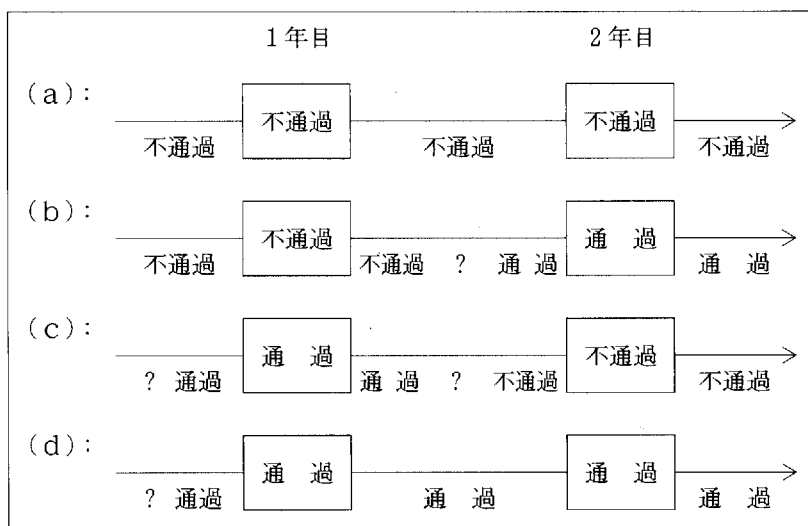 1年目 2年目
(a):
不通過 不通過
不通過 不通過 不通過
(b):
不通過 通 過
不通過 不通過 ? 通 過 通 過
(c):
通 過 不通過
? 通過 通 過 ? 不通過 不通過
(d):
通 過 通 過
? 通過 通 過 通 過